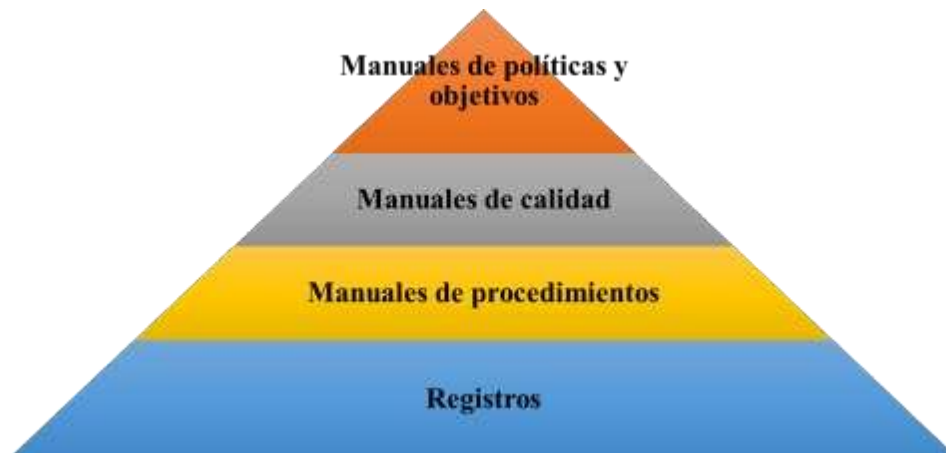 Manuales de políticas y
objetivos
Manuales de calidad
Manuales de procedimientos
Registros